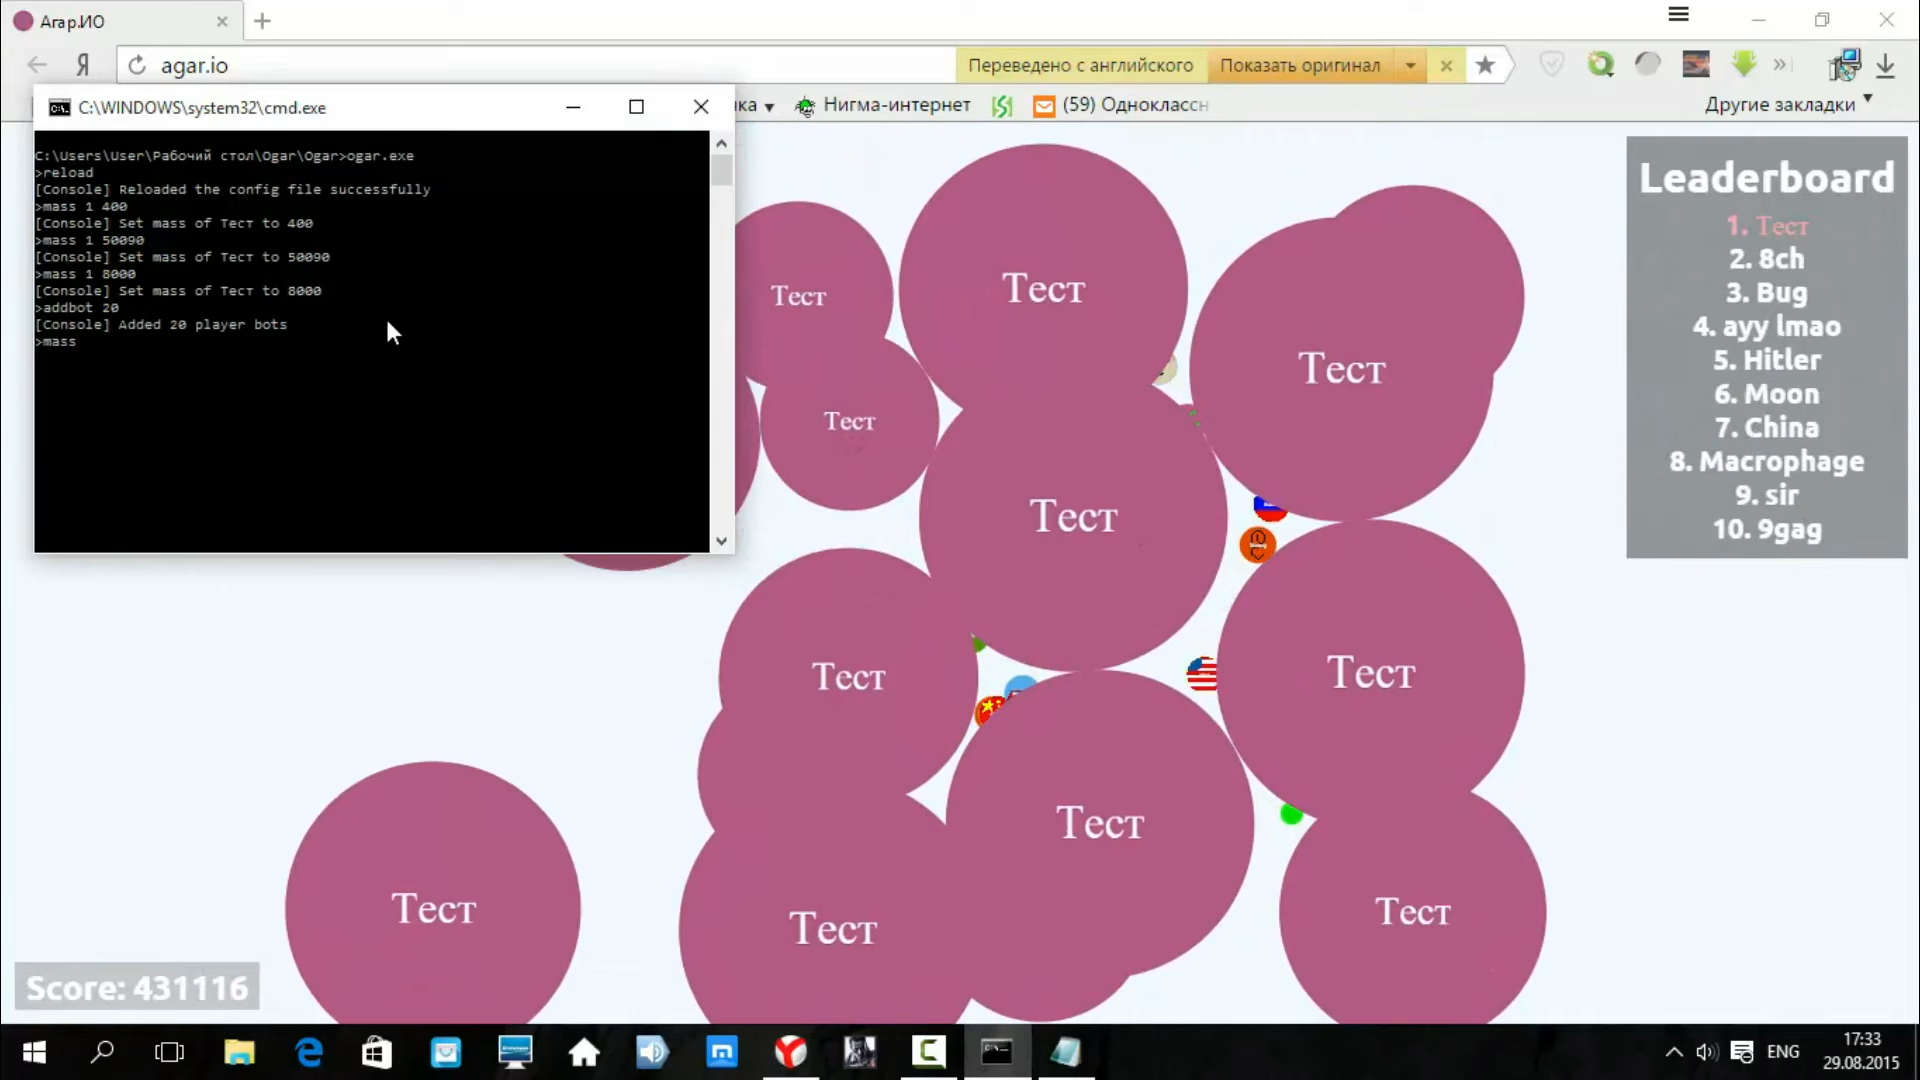 Агар.ИО
agar.io
Переведено с английского
Показать оригинал
ка
Нигма-интернет
(59) Одноклассн
Другие закладки
C:\WINDOWS\system32\cmd.exe
C:\Users\User\Рабочий стол\Ogar\Ogar>ogar.exe
>reload
[Console] Reloaded the config file successfully
>mass 1 400
[Console] Set mass of Тест to 400
>mass 1 50090
[Console] Set mass of Тест to 50090
>mass 1 8000
[Console] Set mass of Тест to 8000
>addbot 20
[Console] Added 20 player bots
>mass
Тест
Тест
Тест
Тест
Тест
Тест
Тест
Тест
Тест
Тест
Тест
Leaderboard
1. Тест
2. 8ch
3. Bug
4. ayy lmao
5. Hitler
6. Moon
7. China
8. Macrophage
9. sir
10. 9gag
Score: 431116
ENG
17:33
29.08.2015